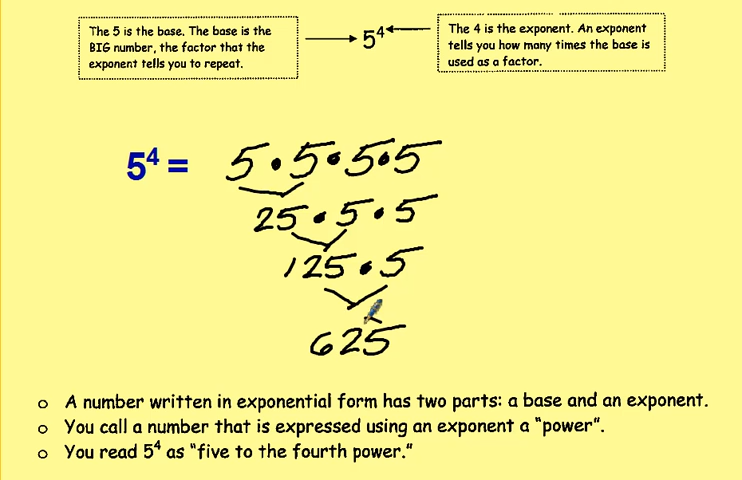 The 5 is the base. The base is the
BIG number, the factor that the
exponent tells you to repeat.
5⁴
The 4 is the exponent. An exponent
tells you how many times the base is
used as a factor.
5⁴ = 5 • 5 • 5 • 5
25 • 5 • 5
125 • 5
625
o A number written in exponential form has two parts: a base and an exponent.
o You call a number that is expressed using an exponent a "power".
o You read 5⁴ as "five to the fourth power."